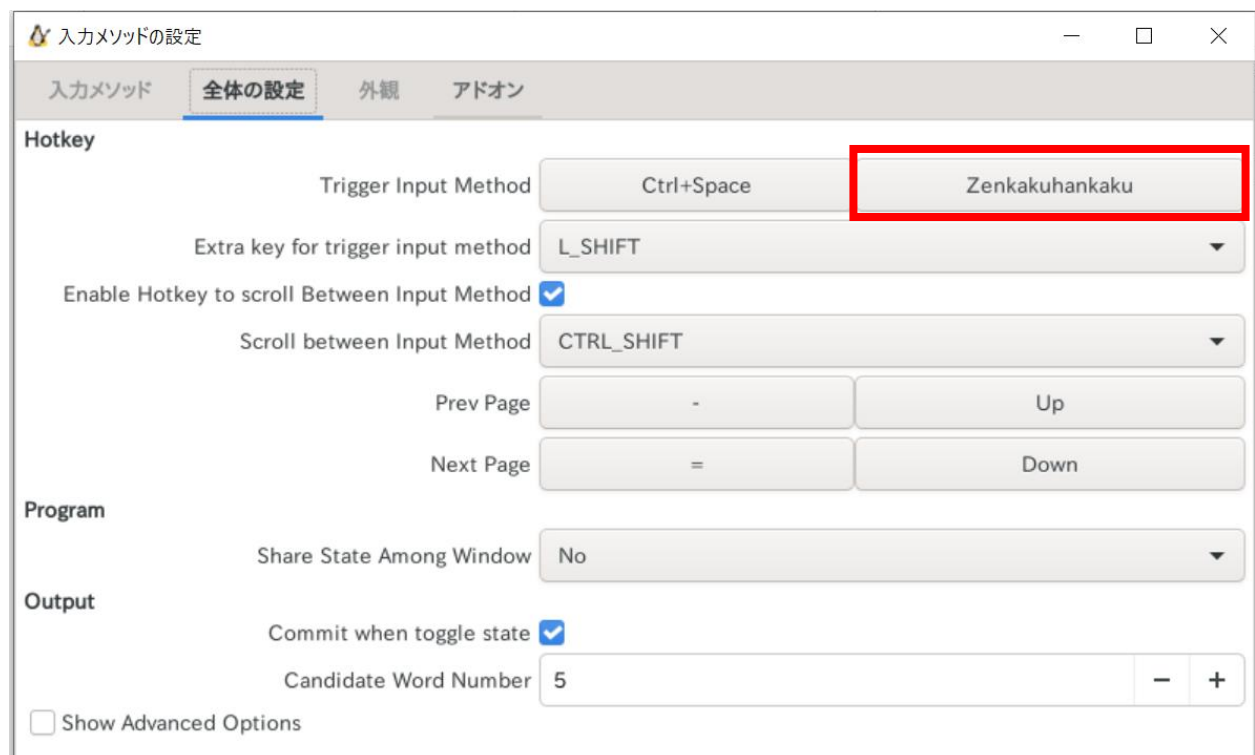 入力メソッドの設定
入力メソッド 全体の設定 外観 アドオン
Hotkey
Trigger Input Method Ctrl+Space Zenkakuhankaku
Extra key for trigger input method L_SHIFT
Enable Hotkey to scroll Between Input Method
Scroll between Input Method CTRL_SHIFT
Prev Page - Up
Next Page = Down
Program
Share State Among Window No
Output
Commit when toggle state
Candidate Word Number 5 − +
Show Advanced Options